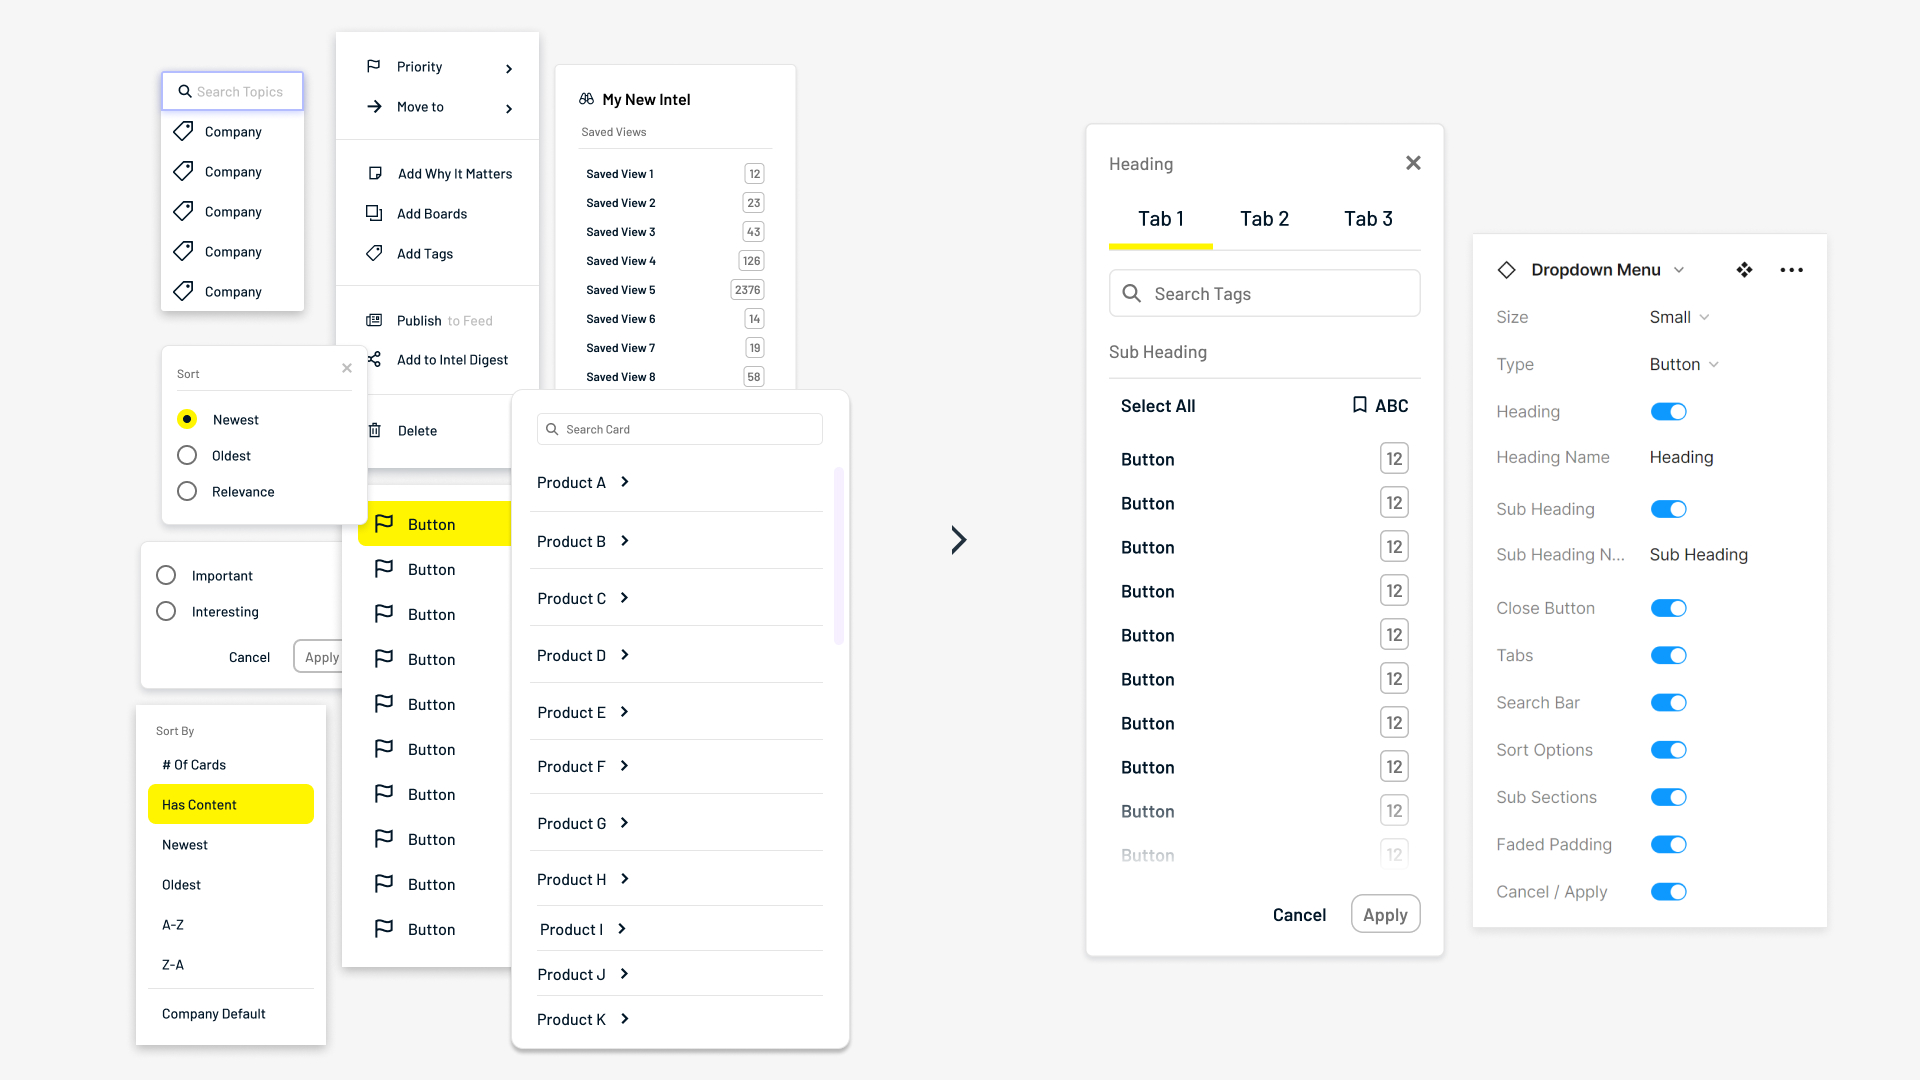 Search Topics
Company
Company
Company
Company
Company
Priority
Move to
Add Why It Matters
Add Boards
Add Tags
Publish to Feed
Add to Intel Digest
Delete
My New Intel
Saved Views
Saved View 1 12
Saved View 2 23
Saved View 3 43
Saved View 4 126
Saved View 5 2376
Saved View 6 14
Saved View 7 19
Saved View 8 58
Sort
Newest
Oldest
Relevance
Important
Interesting
Cancel Apply
Sort By
# Of Cards
Has Content
Newest
Oldest
A-Z
Z-A
Company Default
Button
Button
Button
Button
Button
Button
Button
Button
Button
Button
Search Card
Product A
Product B
Product C
Product D
Product E
Product F
Product G
Product H
Product I
Product J
Product K
Heading
Tab 1 Tab 2 Tab 3
Search Tags
Sub Heading
Select All ABC
Button 12
Button 12
Button 12
Button 12
Button 12
Button 12
Button 12
Button 12
Button 12
Button 12
Cancel Apply
Dropdown Menu
Size Small
Type Button
Heading
Heading Name Heading
Sub Heading
Sub Heading N... Sub Heading
Close Button
Tabs
Search Bar
Sort Options
Sub Sections
Faded Padding
Cancel / Apply